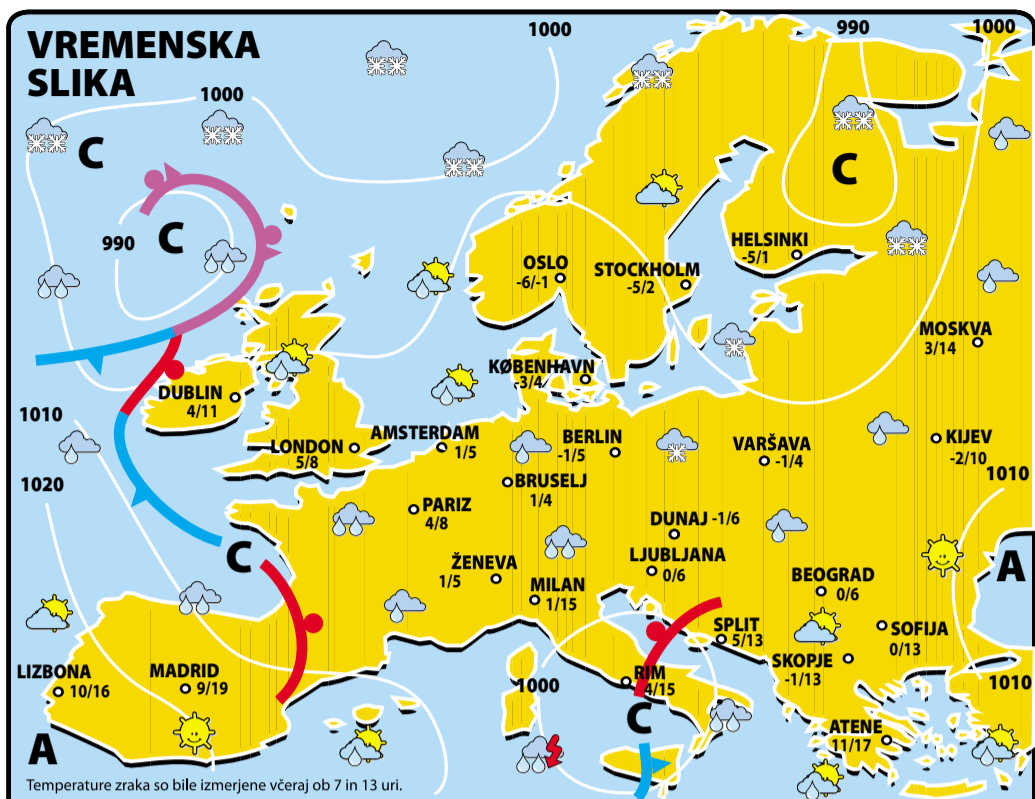 VREMENSKA
SLIKA
1000
990
1000
1000
C
C
C
990
HELSINKI
-5/1
OSLO
-6/-1
STOCKHOLM
-5/2
MOSKVA
3/14
KØBENHAVN
-3/4
DUBLIN
4/11
1010
AMSTERDAM
1/5
BERLIN
-1/5
LONDON
5/8
VARŠAVA
-1/4
KIJEV
-2/10
1010
1020
BRUSELJ
1/4
PARIZ
4/8
DUNAJ -1/6
C
ŽENEVA
1/5
LJUBLJANA
0/6
A
MILAN
1/15
BEOGRAD
0/6
SPLIT
5/13
SOFIJA
0/13
LIZBONA
10/16
MADRID
9/19
1000
RIM
4/15
SKOPJE
-1/13
1010
C
A
ATENE
11/17
Temperature zraka so bile izmerjene včeraj ob 7 in 13 uri.